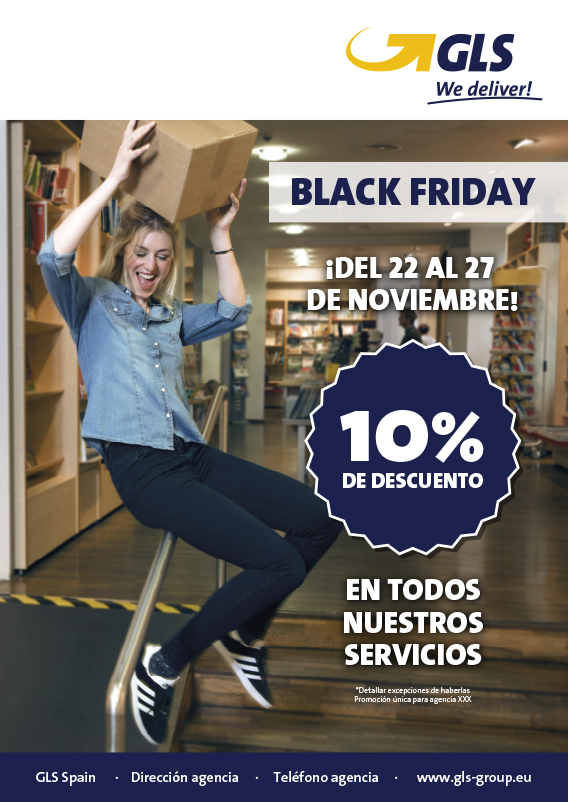 GLS
We deliver!
BLACK FRIDAY
¡DEL 22 AL 27
DE NOVIEMBRE!
10%
DE DESCUENTO
EN TODOS
NUESTROS
SERVICIOS
*Detallar excepciones de haberlas
Promoción única para agencia XXX
GLS Spain · Dirección agencia · Teléfono agencia · www.gls-group.eu